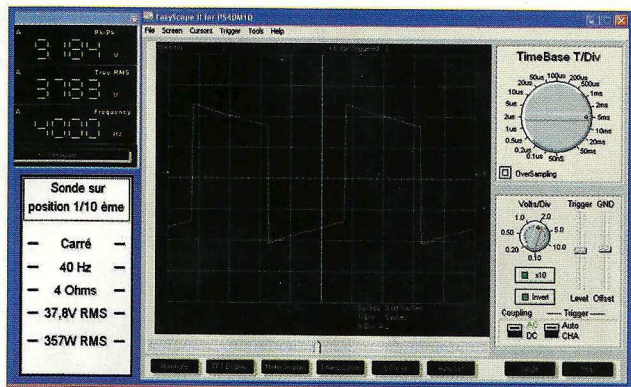 EasyScope II for PS40M10
File Screen Cursors Trigger Tools Help
A Pk-Pk
9.184 V
A True RMS
3.783 V
A Frequency
40.00 Hz
Sonde sur
position 1/10 ème
Carré
40 Hz
4 Ohms
37,8V RMS
357W RMS
TimeBase T/Div
50us 100us 200us
20us 500us
10us 1ms
5us 2ms
2us 5ms
1us 10ms
0.5us 20ms
0.2us 50ms
0.1us 50nS
OverSampling
Volts/Div Trigger GND
1.0 2.0
0.50 5.0
0.20 10.0
0.10
x10
Invert Level Offset
Coupling Trigger
AC Auto
DC CHA